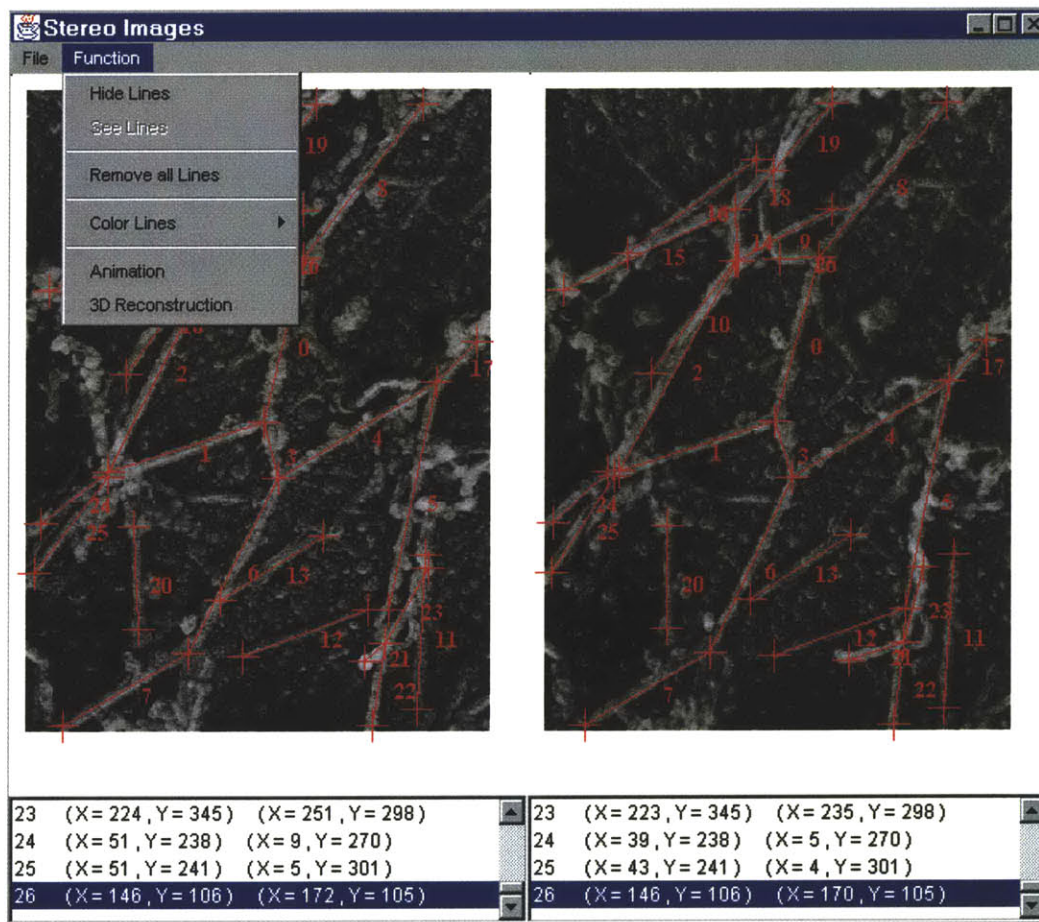 Stereo Images
File Function
Hide Lines
See Lines
Remove all Lines
Color Lines
Animation
3D Reconstruction
19
8
0
17
2
4
1
3
5
24
25
20
6
13
23
11
12
21
22
7
19
8
18
16
14
9
26
15
10
0
17
2
4
1
3
5
24
25
20
6
13
23
11
12
21
22
7
23 (X=224,Y=345) (X=251,Y=298)
24 (X=51,Y=238) (X=9,Y=270)
25 (X=51,Y=241) (X=5,Y=301)
26 (X=146,Y=106) (X=172,Y=105)
23 (X=223,Y=345) (X=235,Y=298)
24 (X=39,Y=238) (X=5,Y=270)
25 (X=43,Y=241) (X=4,Y=301)
26 (X=146,Y=106) (X=170,Y=105)